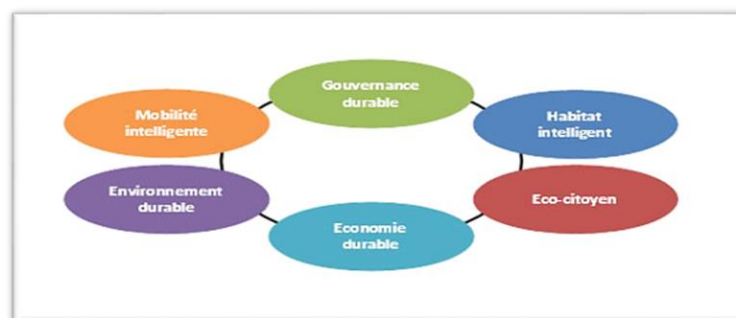 Gouvernance
durable
Mobilité
intelligente
Habitat
intelligent
Environnement
durable
Eco-citoyen
Economie
durable